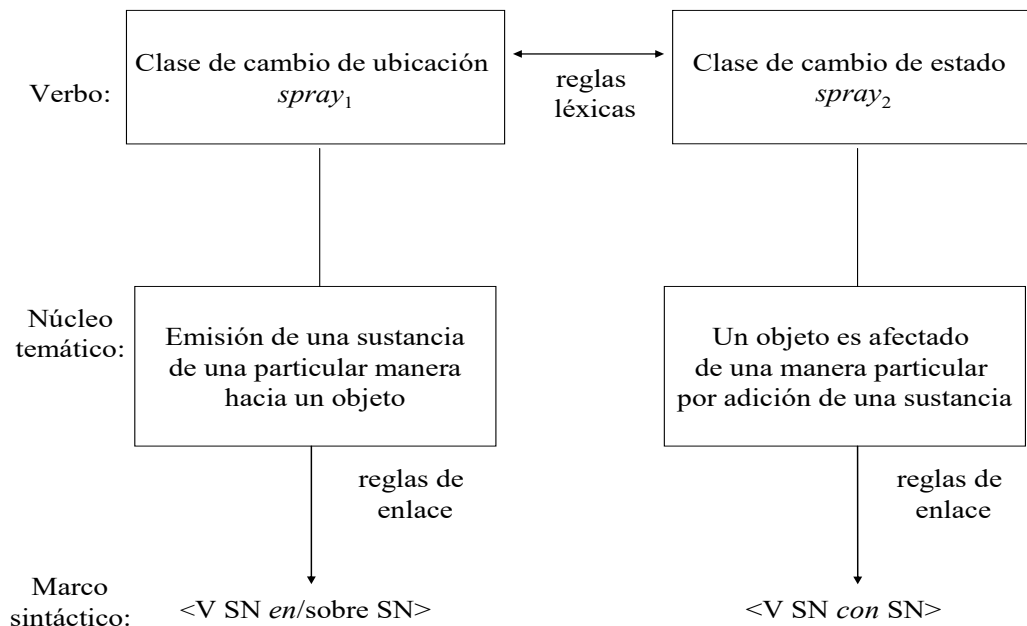 Verbo:
Clase de cambio de ubicación
spray₁
reglas
léxicas
Clase de cambio de estado
spray₂
Núcleo
temático:
Emisión de una sustancia
de una particular manera
hacia un objeto
Un objeto es afectado
de una manera particular
por adición de una sustancia
reglas de
enlace
reglas de
enlace
Marco
sintáctico:
<V SN en/sobre SN>
<V SN con SN>